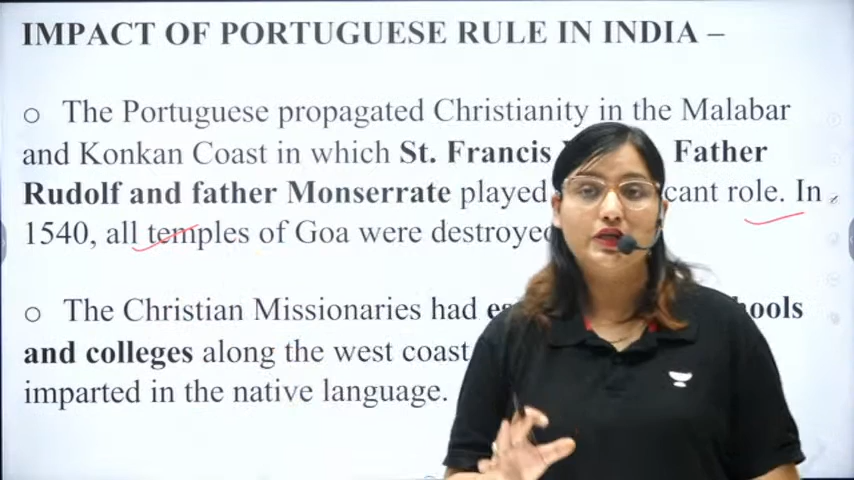 IMPACT OF PORTUGUESE RULE IN INDIA –
o The Portuguese propagated Christianity in the Malabar
and Konkan Coast in which St. Francis Father
Rudolf and father Monserrate played cant role. In
1540, all temples of Goa were destroyed
o The Christian Missionaries had es hools
and colleges along the west coast
imparted in the native language.